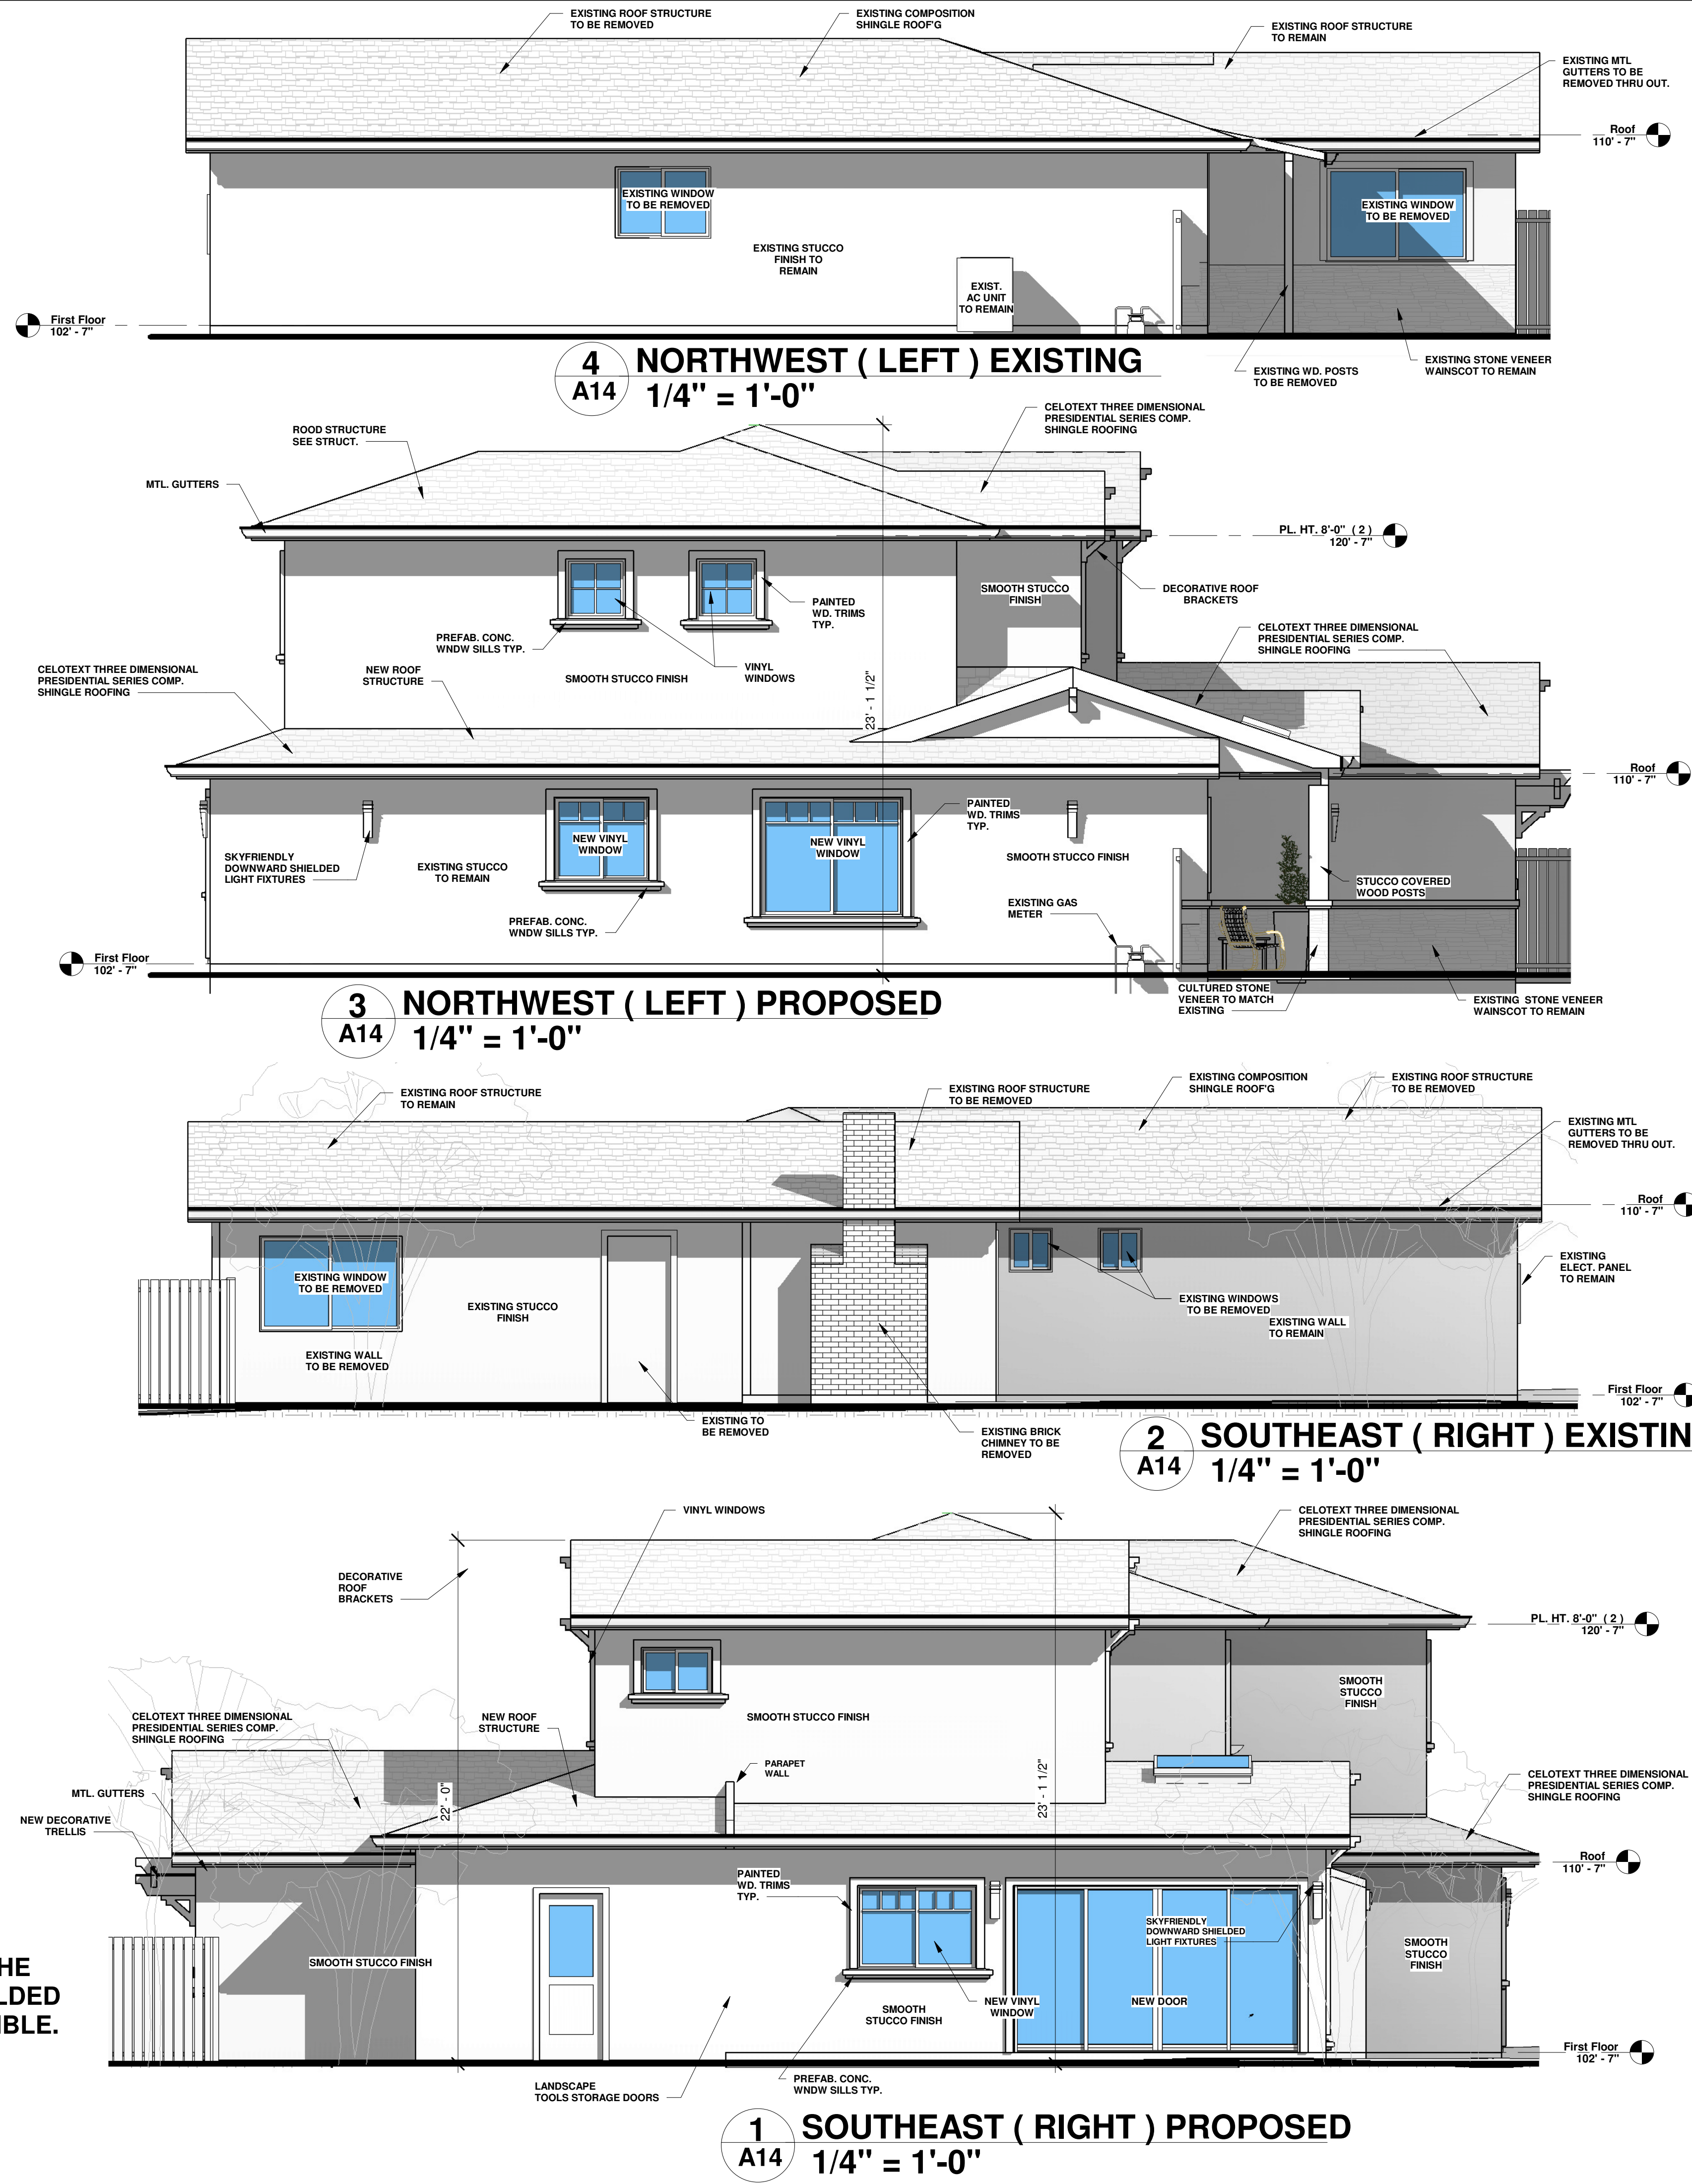 EXISTING ROOF STRUCTURE
TO BE REMOVED
EXISTING COMPOSITION
SHINGLE ROOF'G
EXISTING ROOF STRUCTURE
TO REMAIN
EXISTING MTL
GUTTERS TO BE
REMOVED THRU OUT.
Roof
110' - 7"
EXISTING WINDOW
TO BE REMOVED
EXISTING WINDOW
TO BE REMOVED
EXISTING STUCCO
FINISH TO
REMAIN
EXIST.
AC UNIT
TO REMAIN
First Floor
102' - 7"
EXISTING WD. POSTS
TO BE REMOVED
EXISTING STONE VENEER
WAINSCOT TO REMAIN
4
A14
NORTHWEST ( LEFT ) EXISTING
1/4" = 1'-0"
ROOD STRUCTURE
SEE STRUCT.
CELOTEXT THREE DIMENSIONAL
PRESIDENTIAL SERIES COMP.
SHINGLE ROOFING
MTL. GUTTERS
PL. HT. 8'-0" ( 2 )
120' - 7"
SMOOTH STUCCO
FINISH
DECORATIVE ROOF
BRACKETS
PAINTED
WD. TRIMS
TYP.
PREFAB. CONC.
WNDW SILLS TYP.
CELOTEXT THREE DIMENSIONAL
PRESIDENTIAL SERIES COMP.
SHINGLE ROOFING
CELOTEXT THREE DIMENSIONAL
PRESIDENTIAL SERIES COMP.
SHINGLE ROOFING
NEW ROOF
STRUCTURE
SMOOTH STUCCO FINISH
VINYL
WINDOWS
23' - 1 1/2"
Roof
110' - 7"
SKYFRIENDLY
DOWNWARD SHIELDED
LIGHT FIXTURES
EXISTING STUCCO
TO REMAIN
NEW VINYL
WINDOW
NEW VINYL
WINDOW
PAINTED
WD. TRIMS
TYP.
SMOOTH STUCCO FINISH
STUCCO COVERED
WOOD POSTS
PREFAB. CONC.
WNDW SILLS TYP.
EXISTING GAS
METER
First Floor
102' - 7"
CULTURED STONE
VENEER TO MATCH
EXISTING
EXISTING STONE VENEER
WAINSCOT TO REMAIN
3
A14
NORTHWEST ( LEFT ) PROPOSED
1/4" = 1'-0"
EXISTING ROOF STRUCTURE
TO REMAIN
EXISTING ROOF STRUCTURE
TO BE REMOVED
EXISTING COMPOSITION
SHINGLE ROOF'G
EXISTING ROOF STRUCTURE
TO BE REMOVED
EXISTING MTL
GUTTERS TO BE
REMOVED THRU OUT.
Roof
110' - 7"
EXISTING WINDOW
TO BE REMOVED
EXISTING STUCCO
FINISH
EXISTING WALL
TO BE REMOVED
EXISTING WINDOWS
TO BE REMOVED
EXISTING WALL
TO REMAIN
EXISTING
ELECT. PANEL
TO REMAIN
First Floor
102' - 7"
EXISTING TO
BE REMOVED
EXISTING BRICK
CHIMNEY TO BE
REMOVED
2
A14
SOUTHEAST ( RIGHT ) EXISTIN
1/4" = 1'-0"
VINYL WINDOWS
CELOTEXT THREE DIMENSIONAL
PRESIDENTIAL SERIES COMP.
SHINGLE ROOFING
DECORATIVE
ROOF
BRACKETS
PL. HT. 8'-0" ( 2 )
120' - 7"
SMOOTH
STUCCO
FINISH
CELOTEXT THREE DIMENSIONAL
PRESIDENTIAL SERIES COMP.
SHINGLE ROOFING
NEW ROOF
STRUCTURE
SMOOTH STUCCO FINISH
PARAPET
WALL
22' - 0"
23' - 1 1/2"
MTL. GUTTERS
NEW DECORATIVE
TRELLIS
CELOTEXT THREE DIMENSIONAL
PRESIDENTIAL SERIES COMP.
SHINGLE ROOFING
Roof
110' - 7"
PAINTED
WD. TRIMS
TYP.
SKYFRIENDLY
DOWNWARD SHIELDED
LIGHT FIXTURES
SMOOTH STUCCO FINISH
SMOOTH
STUCCO
FINISH
HE
LDED
IBLE.
NEW VINYL
WINDOW
NEW DOOR
SMOOTH
STUCCO FINISH
First Floor
102' - 7"
LANDSCAPE
TOOLS STORAGE DOORS
PREFAB. CONC.
WNDW SILLS TYP.
1
A14
SOUTHEAST ( RIGHT ) PROPOSED
1/4" = 1'-0"